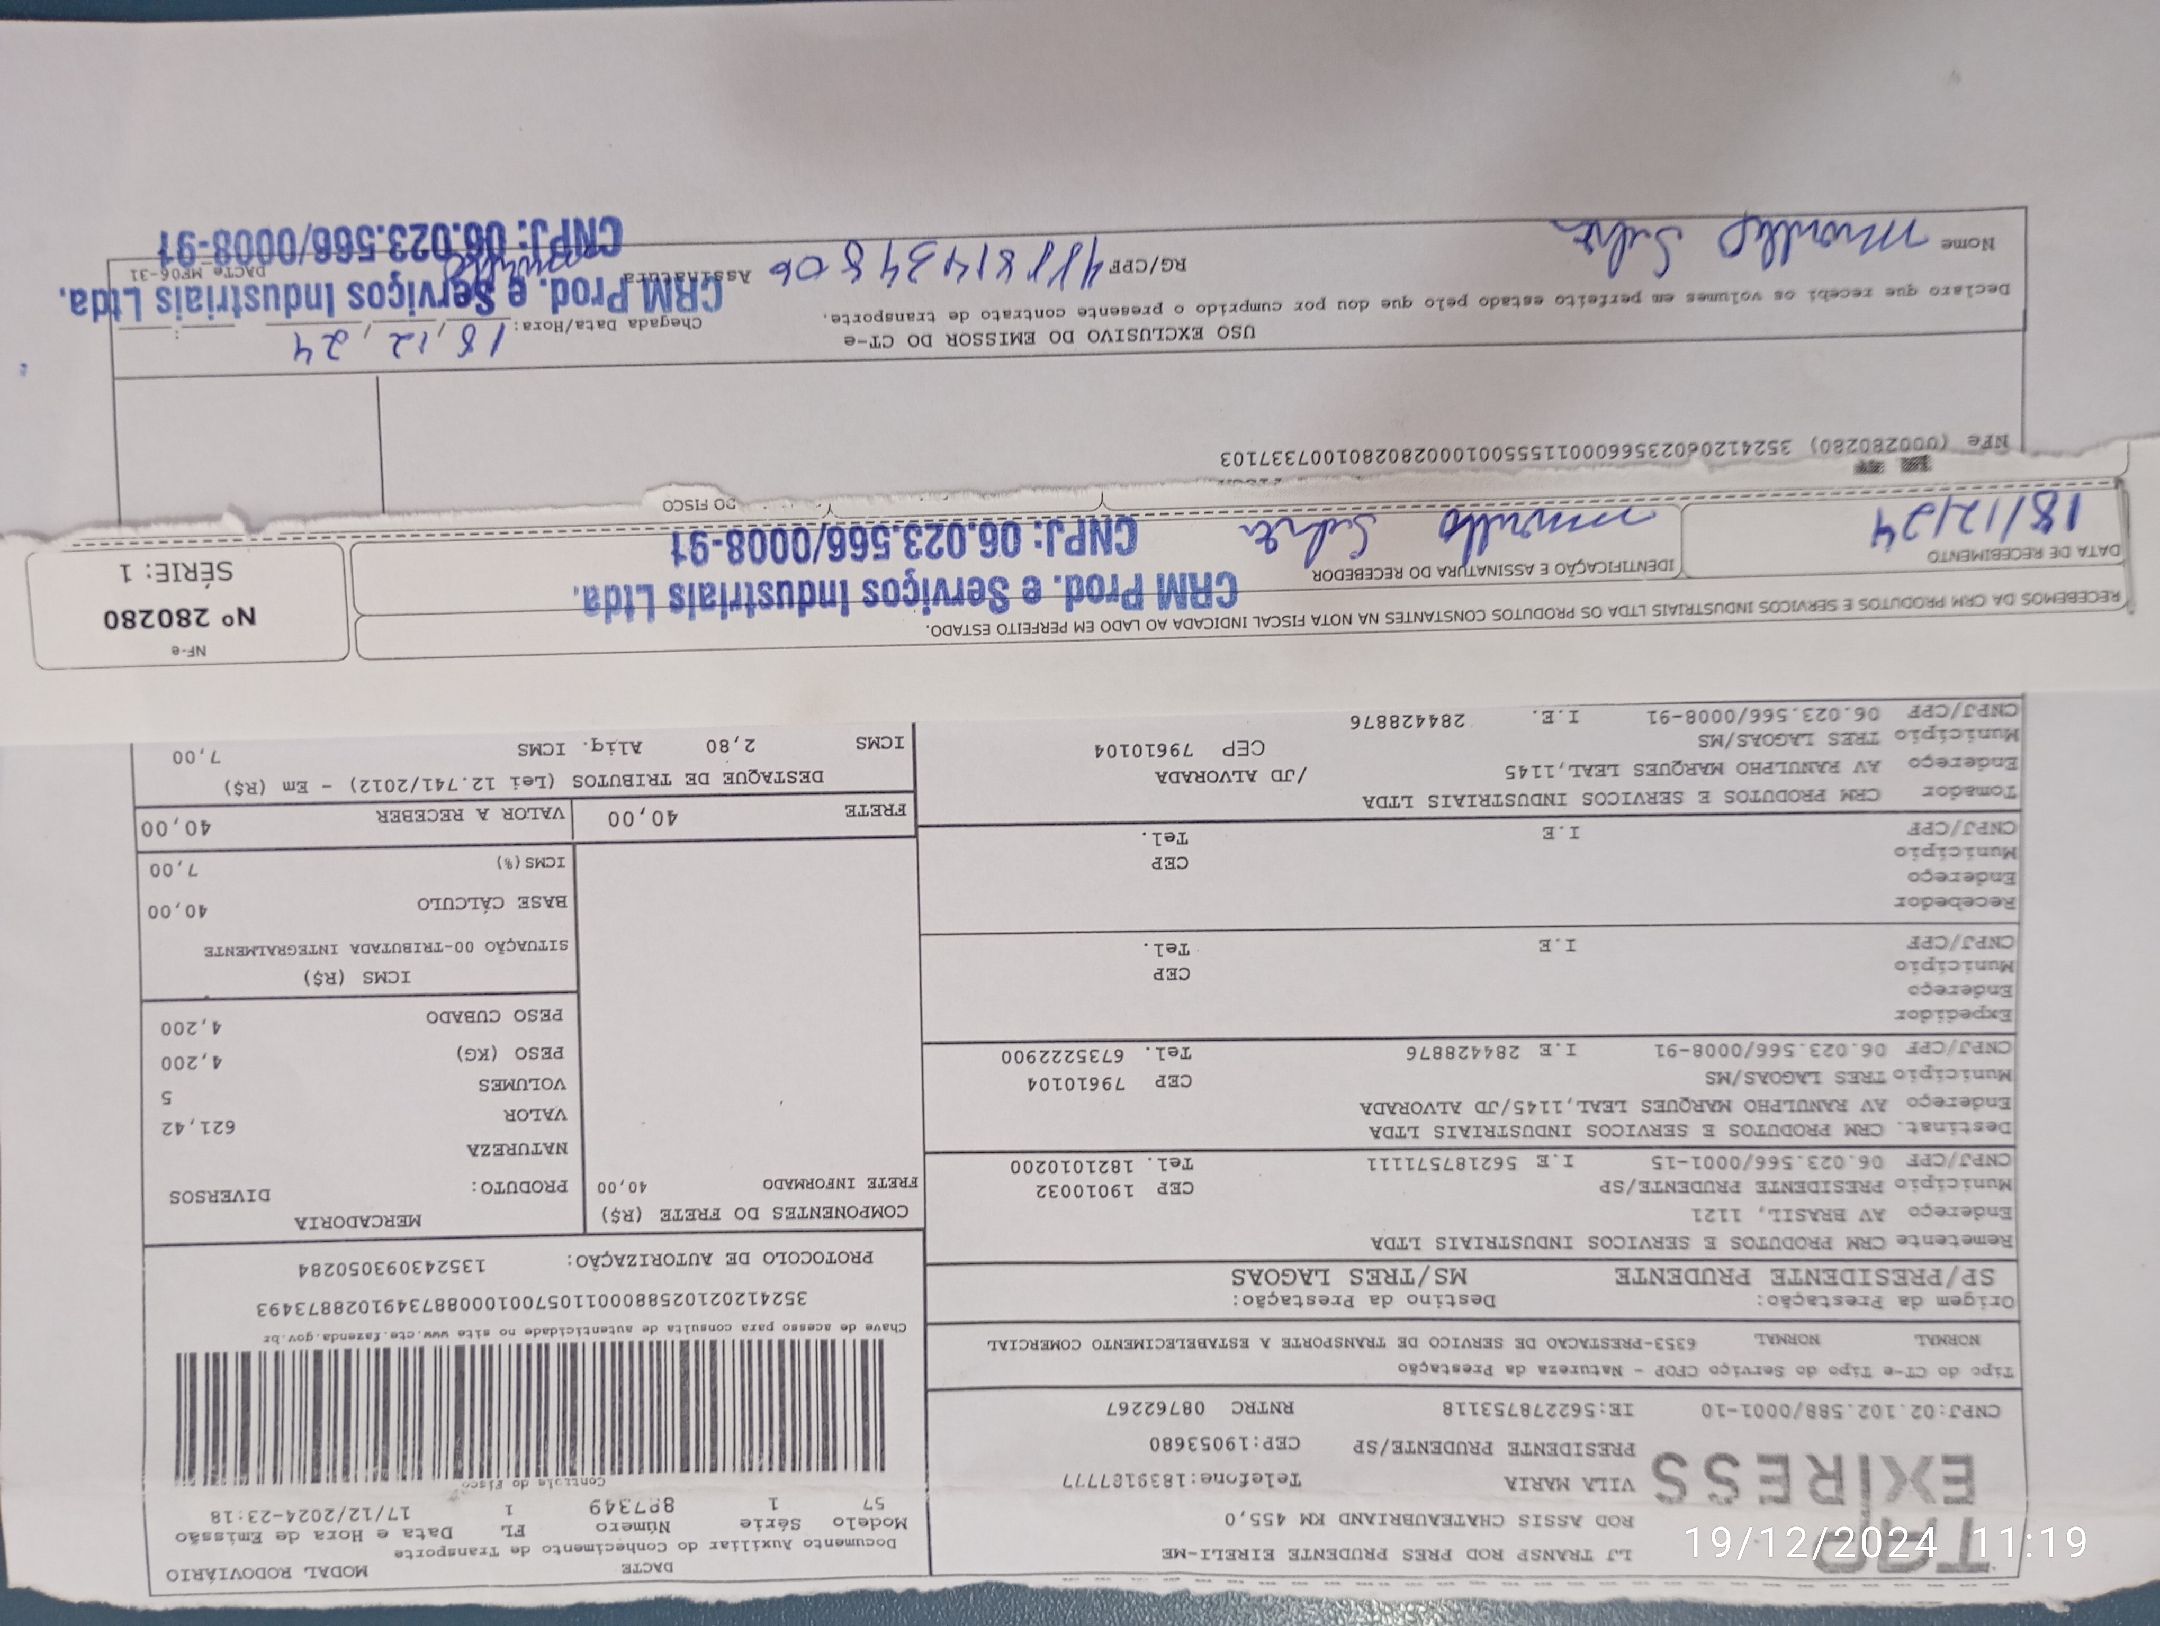 TOP
EXPRESS
LJ TRANSP ROD PRES PRUDENTE EIRELI-ME
ROD ASSIS CHATEAUBRIAND KM 455,0
VILA MARIA
PRESIDENTE PRUDENTE/SP CEP:19053680
CNPJ:02.102.588/0001-10 IE:562278753118 RNTRC 08762267
Tipo do CT-e Tipo do Serviço CFOP - Natureza da Prestação
NORMAL NORMAL 6353-PRESTACAO DE SERVICO DE TRANSPORTE A ESTABELECIMENTO COMERCIAL
Origem da Prestação: Destino da Prestação:
SP/PRESIDENTE PRUDENTE MS/TRES LAGOAS
Remetente CRM PRODUTOS E SERVICOS INDUSTRIAIS LTDA
Endereço AV BRASIL, 1121
Município PRESIDENTE PRUDENTE/SP CEP 19010032
CNPJ/CPF 06.023.566/0001-15 I.E 562187571111 Tel. 1821010200
Destinat. CRM PRODUTOS E SERVICOS INDUSTRIAIS LTDA
Endereço AV RANULPHO MARQUES LEAL,1145/JD ALVORADA
Município TRES LAGOAS/MS CEP 79610104
CNPJ/CPF 06.023.566/0008-91 I.E 284428876 Tel. 6735222900
Expedidor
Endereço
Município CEP
CNPJ/CPF I.E Tel.
Recebedor
Endereço
Município CEP
CNPJ/CPF I.E Tel.
Tomador CRM PRODUTOS E SERVICOS INDUSTRIAIS LTDA
Endereço AV RANULPHO MARQUES LEAL,1145 /JD ALVORADA
Município TRES LAGOAS/MS CEP 79610104
CNPJ/CPF 06.023.566/0008-91 I.E. 284428876
DACTE MODAL RODOVIÁRIO
Documento Auxiliar do Conhecimento de Transporte
Modelo Série Número FL Data e Hora de Emissão
57 1 887349 1 17/12/2024-23:18
Controle do Fisco
Chave de acesso para consulta de autenticidade no site www.cte.fazenda.gov.br
35241202102588000110570010008873491028873493
PROTOCOLO DE AUTORIZAÇÃO: 135243093050284
COMPONENTES DO FRETE (R$)
FRETE INFORMADO 40,00
MERCADORIA
PRODUTO: DIVERSOS
NATUREZA
VALOR 621,42
VOLUMES 5
PESO (KG) 4,200
PESO CUBADO 4,200
ICMS (R$)
SITUAÇÃO 00-TRIBUTADA INTEGRALMENTE
BASE CÁLCULO 40,00
ICMS(%) 7,00
FRETE 40,00 VALOR A RECEBER 40,00
DESTAQUE DE TRIBUTOS (Lei 12.741/2012) - Em (R$)
ICMS 2,80 Aliq. ICMS 7,00
RECEBEMOS DA CRM PRODUTOS E SERVICOS INDUSTRIAIS LTDA OS PRODUTOS CONSTANTES NA NOTA FISCAL INDICADA AO LADO EM PERFEITO ESTADO.
DATA DE RECEBIMENTO
18/12/24
IDENTIFICAÇÃO E ASSINATURA DO RECEBEDOR
Murillo Silva
CRM Prod. e Serviços Industriais Ltda.
CNPJ: 06.023.566/0008-91
NF-e
Nº 280280
SÉRIE: 1
DO FISCO
NFe (000280280) 35241206023566000115550010002802801007337103
USO EXCLUSIVO DO EMISSOR DO CT-e
Declaro que recebi os volumes em perfeito estado pelo que dou por cumprido o presente contrato de transporte.
Chegada Data/Hora: 18/12/24
Nome Murillo Silva RG/CPF Assinatura
CRM Prod. e Serviços Industriais Ltda.
CNPJ: 06.023.566/0008-91
DACTe MP06-31
19/12/2024 11:19